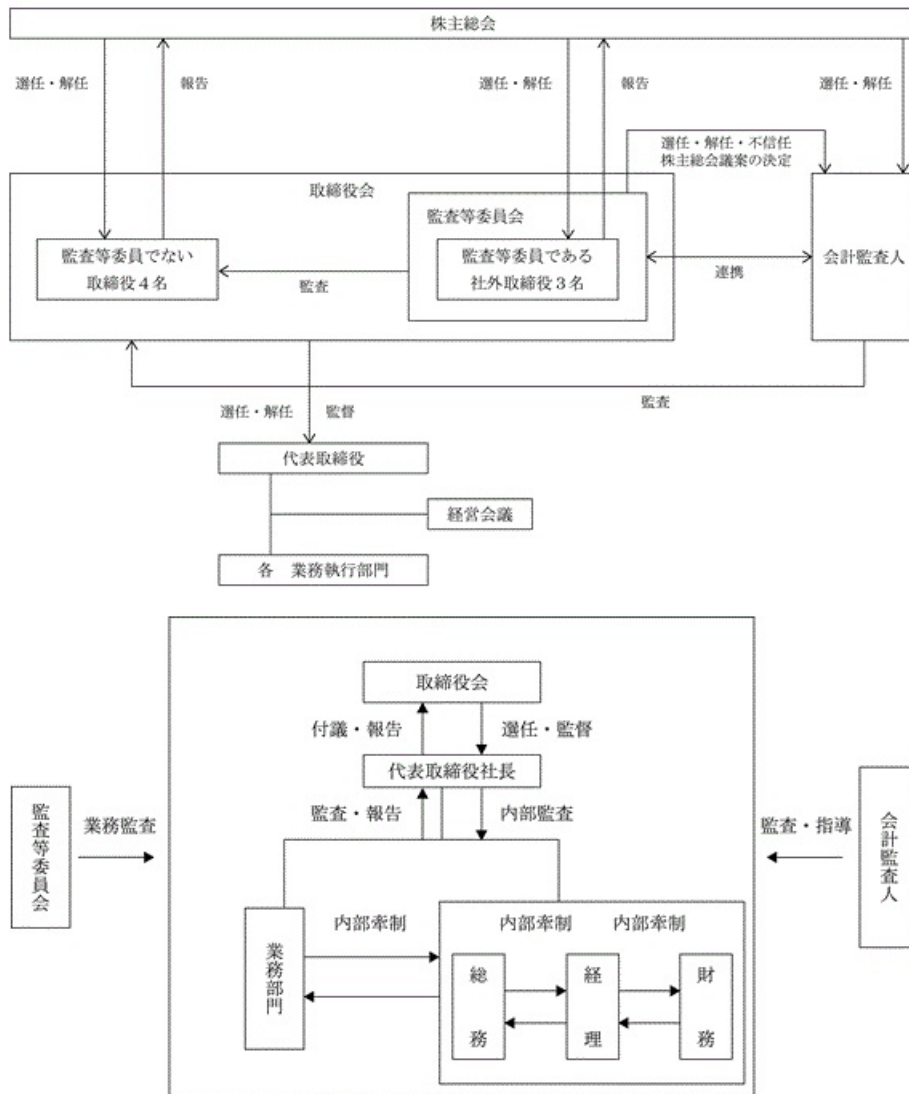 株主総会
選任・解任
報告
選任・解任
報告
選任・解任
選任・解任・不信任
株主総会議案の決定
取締役会
監査等委員会
監査等委員でない
取締役4名
監査
監査等委員である
社外取締役3名
連携
会計監査人
選任・解任
監督
監査
代表取締役
経営会議
各 業務執行部門
取締役会
付議・報告
選任・監督
代表取締役社長
監査・報告
内部監査
監査等委員会
業務監査
監査・指導
会計監査人
内部牽制
内部牽制
内部牽制
業務部門
総務
経理
財務